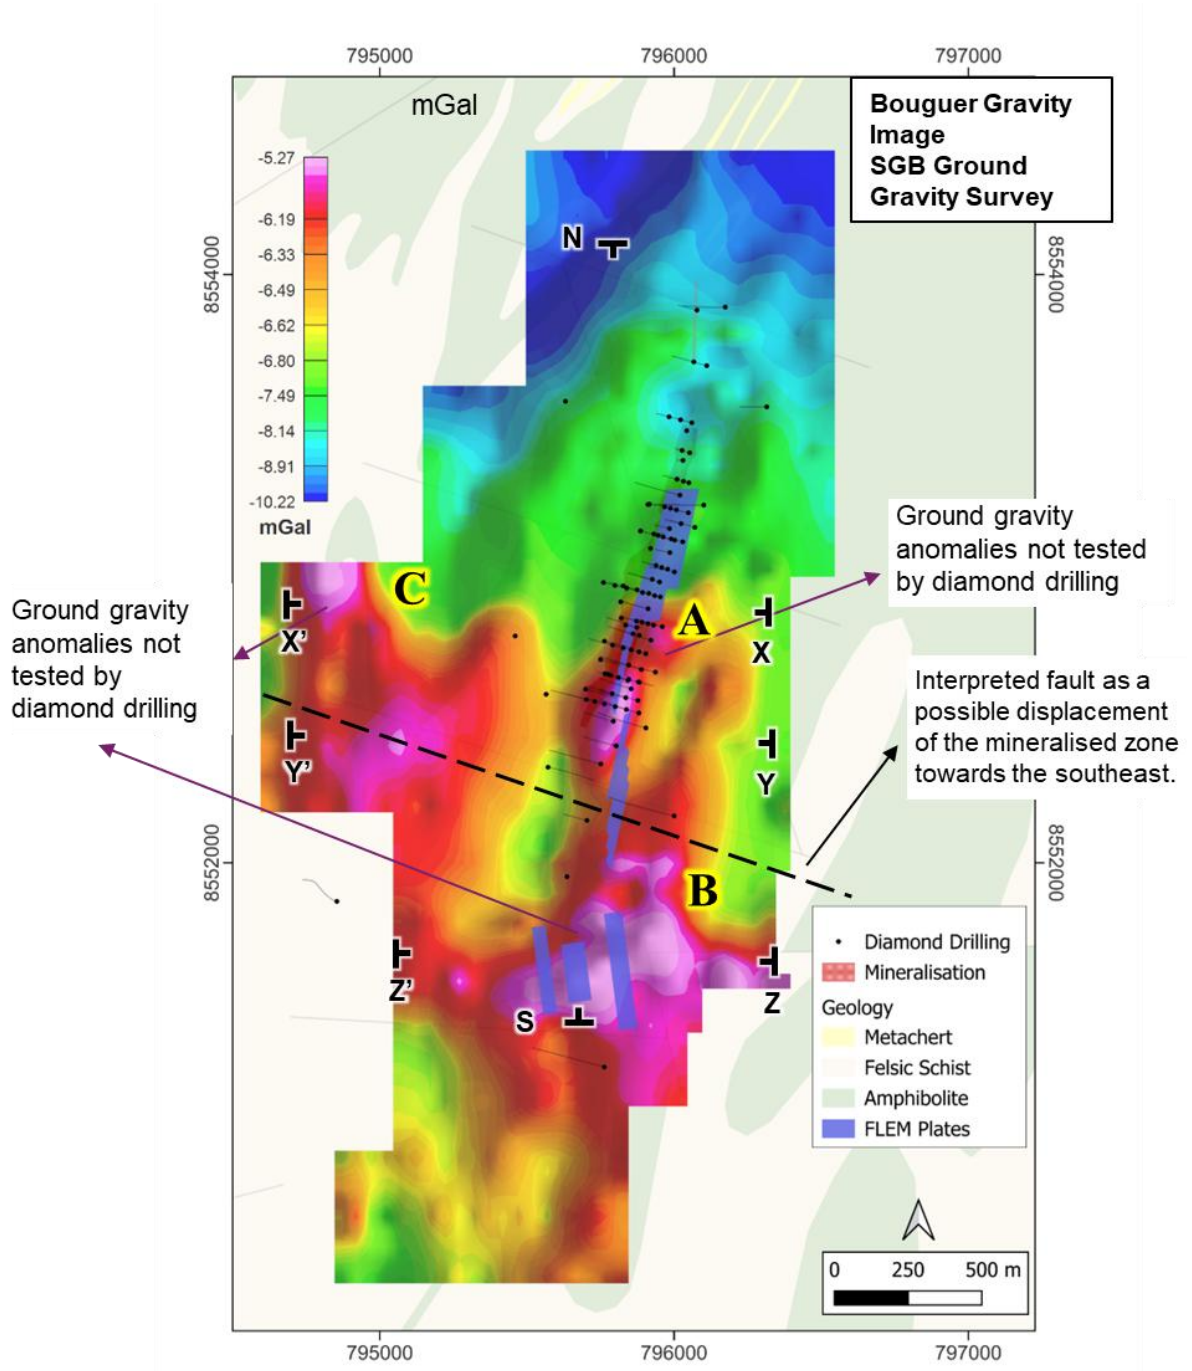 795000
796000
797000
mGal
Bouguer Gravity
Image
SGB Ground
Gravity Survey
-5.27
-6.19
-6.33
-6.49
-6.62
-6.80
-7.49
-8.14
-8.91
-10.22
mGal
8554000
8554000
N
Ground gravity
anomalies not tested
by diamond drilling
C
A
X'
X
Ground gravity
anomalies not
tested by
diamond drilling
Interpreted fault as a
possible displacement
of the mineralised zone
towards the southeast.
Y'
Y
8552000
8552000
B
Z'
Z
S
Diamond Drilling
Mineralisation
Geology
Metachert
Felsic Schist
Amphibolite
FLEM Plates
0 250 500 m
795000
796000
797000